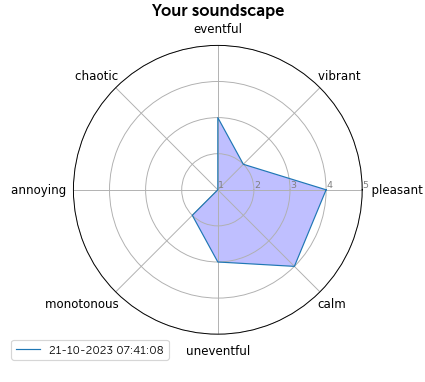 Your soundscape
eventful
chaotic
vibrant
annoying
1
2
3
4
5
pleasant
monotonous
calm
uneventful
21-10-2023 07:41:08